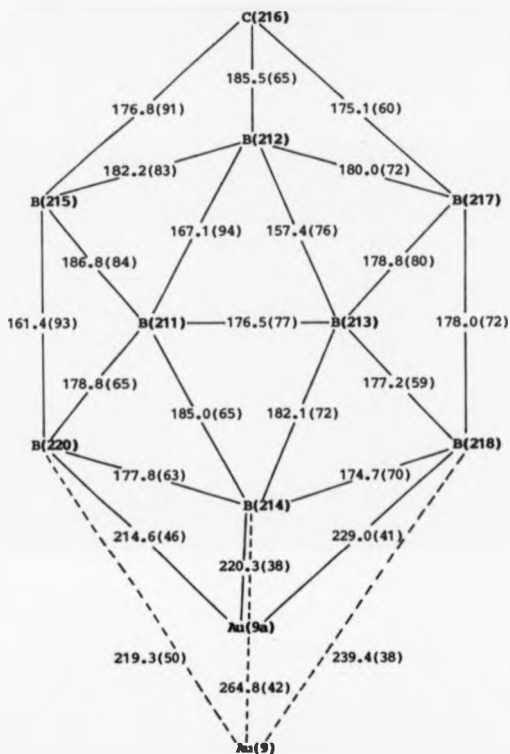 C(216)
185.5(65)
176.8(91) 175.1(60)
B(212)
182.2(83) 180.0(72)
B(215) B(217)
167.1(94) 157.4(76)
186.8(84) 178.8(80)
161.4(93) B(211) 176.5(77) B(213) 178.0(72)
178.8(65) 177.2(59)
185.0(65) 182.1(72)
B(220) B(218)
177.8(63) 174.7(70)
B(214)
214.6(46) 229.0(41)
220.3(38)
Au(9a)
219.3(50) 239.4(38)
264.8(42)
Au(9)